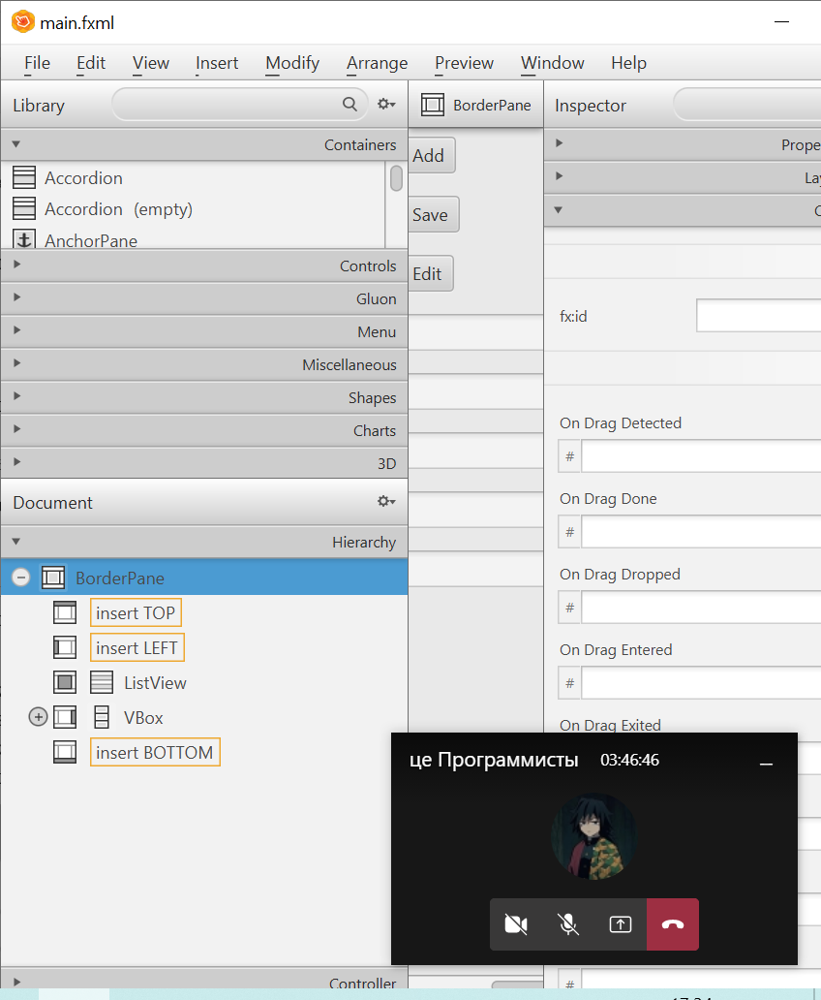 main.fxml
File Edit View Insert Modify Arrange Preview Window Help
Library
Containers
Accordion
Accordion (empty)
AnchorPane
Controls
Gluon
Menu
Miscellaneous
Shapes
Charts
3D
Document
Hierarchy
BorderPane
insert TOP
insert LEFT
ListView
VBox
insert BOTTOM
Controller
BorderPane
Add
Save
Edit
Inspector
Prope
Lay
C
fx:id
On Drag Detected
#
On Drag Done
#
On Drag Dropped
#
On Drag Entered
#
On Drag Exited
#
це Программисты 03:46:46